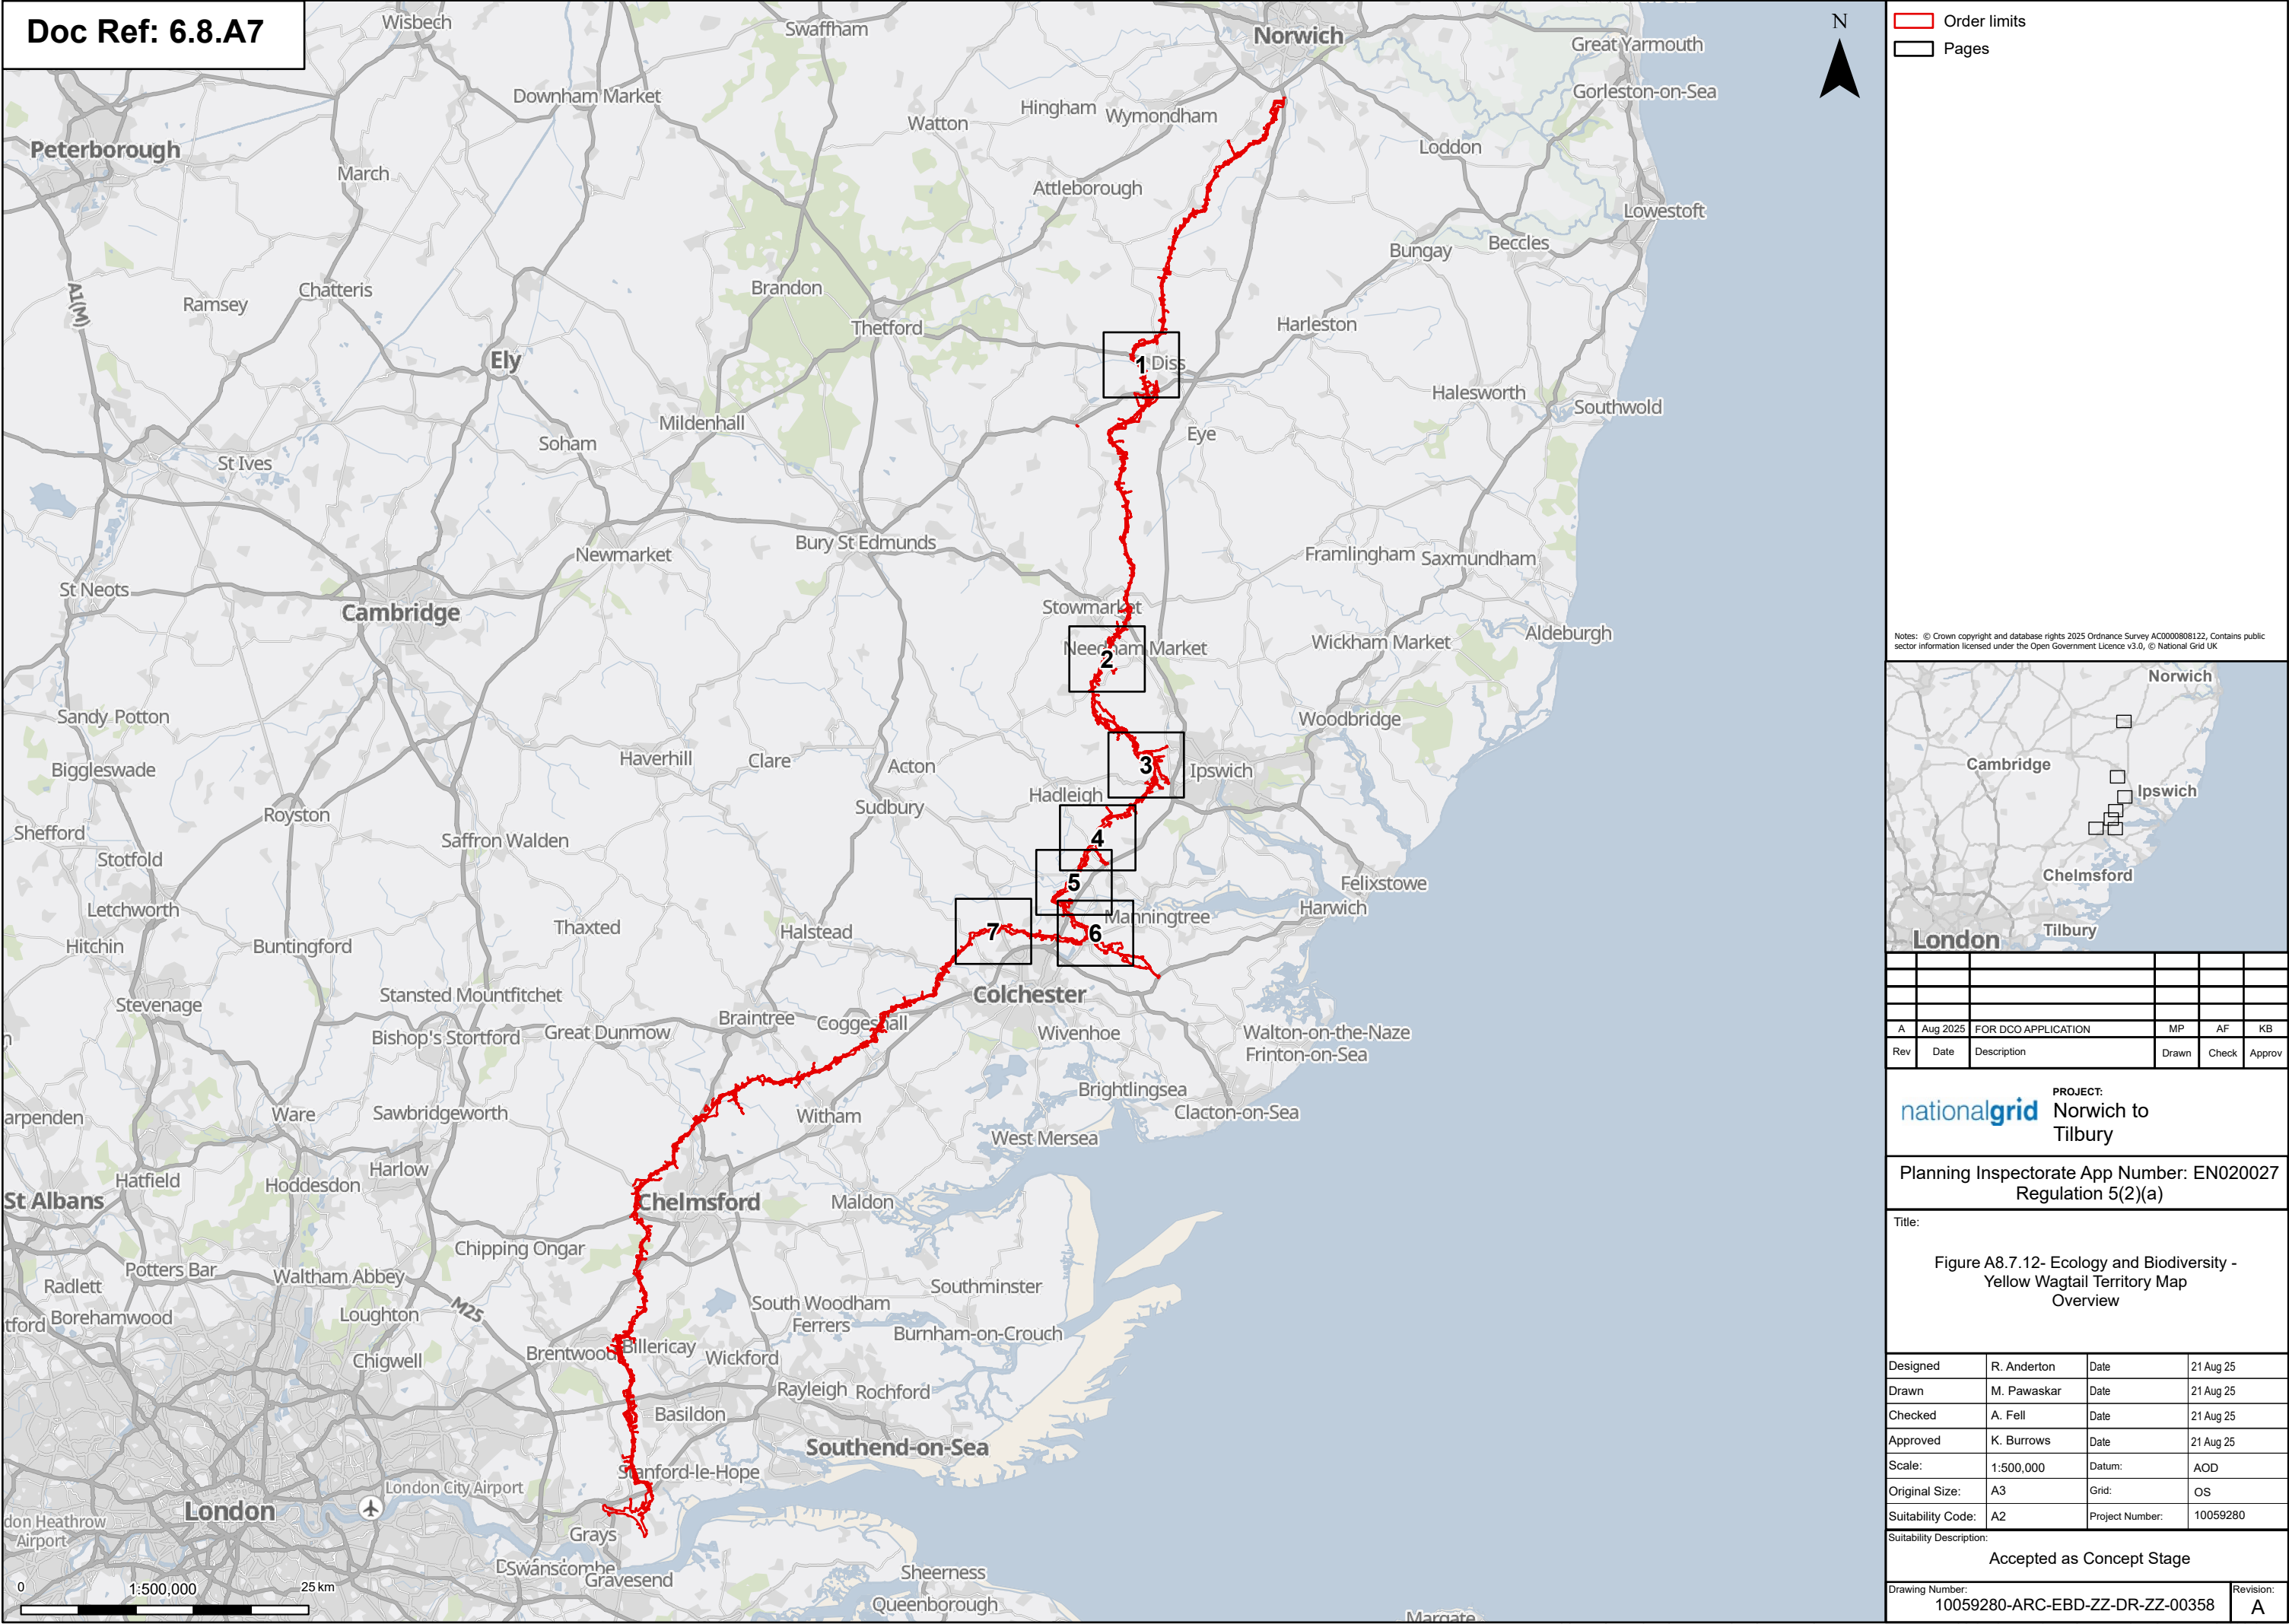 Doc Ref: 6.8.A7
Wisbech
Swaffham
Norwich
Great Yarmouth
Gorleston-on-Sea
Downham Market
Hingham
Wymondham
Watton
Peterborough
March
Loddon
Attleborough
Lowestoft
Bungay
Beccles
A1(M)
Ramsey
Chatteris
Brandon
Thetford
Harleston
Ely
1
Diss
Halesworth
Southwold
Mildenhall
Soham
Eye
St Ives
Newmarket
Bury St Edmunds
Framlingham
Saxmundham
St Neots
Cambridge
Stowmarket
Needham Market
2
Wickham Market
Aldeburgh
Sandy Potton
Woodbridge
Biggleswade
Haverhill
Clare
Acton
3
Ipswich
Hadleigh
Sudbury
Royston
Shefford
Saffron Walden
4
Stotfold
5
Felixstowe
Letchworth
Harwich
Manningtree
Thaxted
Halstead
7
6
Hitchin
Buntingford
Stevenage
Stansted Mountfitchet
Colchester
Braintree
Coggeshall
Bishop's Stortford
Great Dunmow
Wivenhoe
Walton-on-the-Naze
Frinton-on-Sea
Brightlingsea
Clacton-on-Sea
arpenden
Ware
Sawbridgeworth
Witham
West Mersea
Harlow
Hatfield
Hoddesdon
St Albans
Chelmsford
Maldon
Chipping Ongar
Potters Bar
Radlett
Waltham Abbey
Southminster
M25
Loughton
South Woodham
Ferrers
tford
Borehamwood
Burnham-on-Crouch
Brentwood
Billericay
Chigwell
Wickford
Rayleigh
Rochford
Basildon
Southend-on-Sea
Stanford-le-Hope
London City Airport
London
don Heathrow
Airport
Grays
Swanscombe
Gravesend
Sheerness
Queenborough
Margate
0
1:500,000
25 km
N
Order limits
Pages
Notes: © Crown copyright and database rights 2025 Ordnance Survey AC0000808122, Contains public
sector information licensed under the Open Government Licence v3.0, © National Grid UK
Norwich
Cambridge
Ipswich
Chelmsford
Tilbury
London
A Aug 2025 FOR DCO APPLICATION MP AF KB
Rev Date Description Drawn Check Approv
nationalgrid
PROJECT:
Norwich to
Tilbury
Planning Inspectorate App Number: EN020027
Regulation 5(2)(a)
Title:
Figure A8.7.12- Ecology and Biodiversity -
Yellow Wagtail Territory Map
Overview
Designed R. Anderton Date 21 Aug 25
Drawn M. Pawaskar Date 21 Aug 25
Checked A. Fell Date 21 Aug 25
Approved K. Burrows Date 21 Aug 25
Scale: 1:500,000 Datum: AOD
Original Size: A3 Grid: OS
Suitability Code: A2 Project Number: 10059280
Suitability Description:
Accepted as Concept Stage
Drawing Number:
10059280-ARC-EBD-ZZ-DR-ZZ-00358
Revision:
A